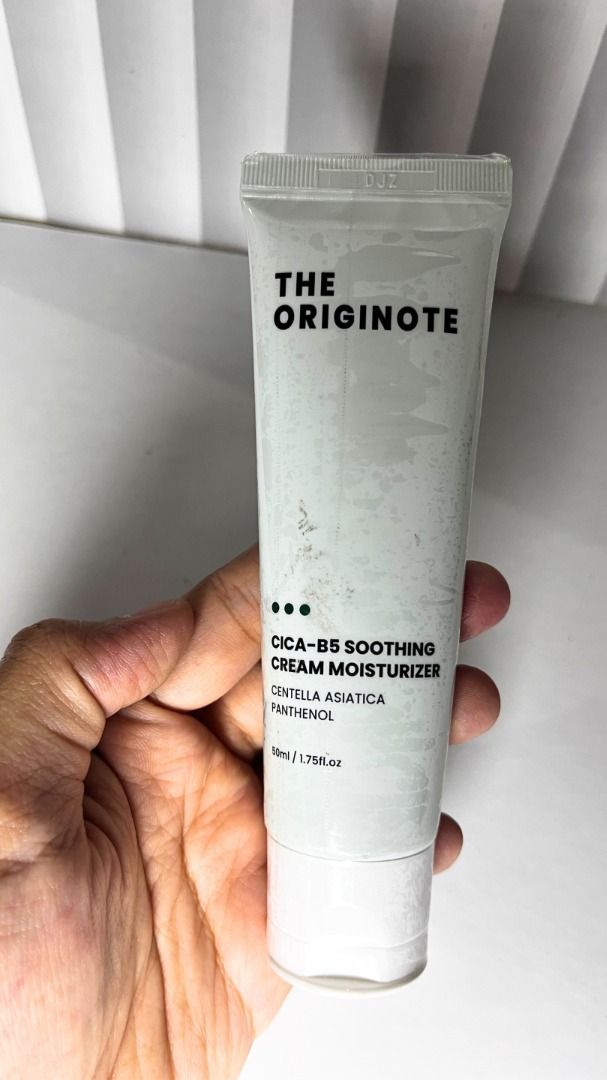 DJZ
THE
ORIGINOTE
CICA-B5 SOOTHING
CREAM MOISTURIZER
CENTELLA ASIATICA
PANTHENOL
50ml / 1.75fl.oz